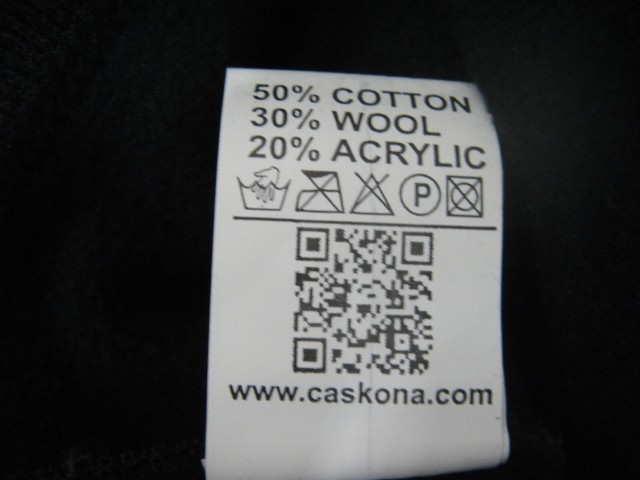 50% COTTON
30% WOOL
20% ACRYLIC
P
www.caskona.com